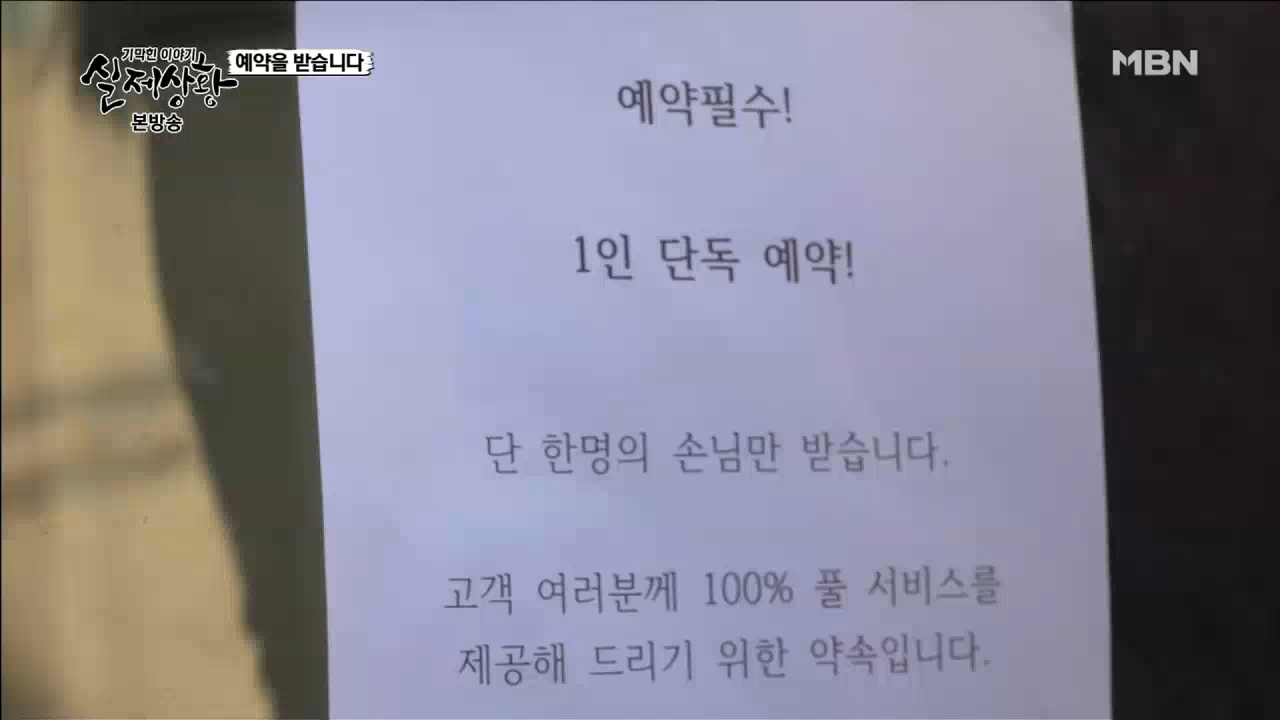 기막힌 이야기
실제상황
본방송
예약을 받습니다
MBN
예약필수!
1인 단독 예약!
단 한명의 손님만 받습니다.
고객 여러분께 100% 풀 서비스를
제공해 드리기 위한 약속입니다.